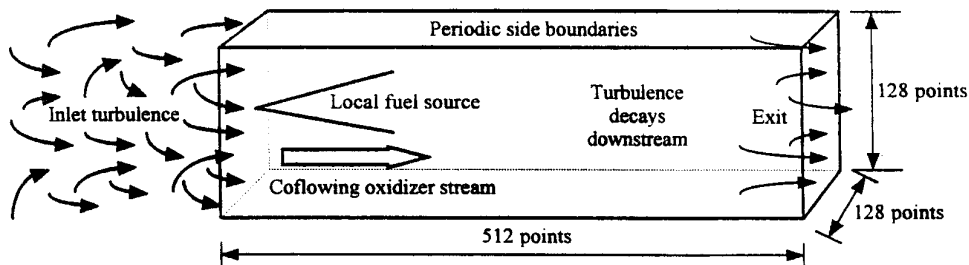 Periodic side boundaries
128 points
Inlet turbulence
Local fuel source
Turbulence
decays
downstream
Exit
Coflowing oxidizer stream
128 points
512 points